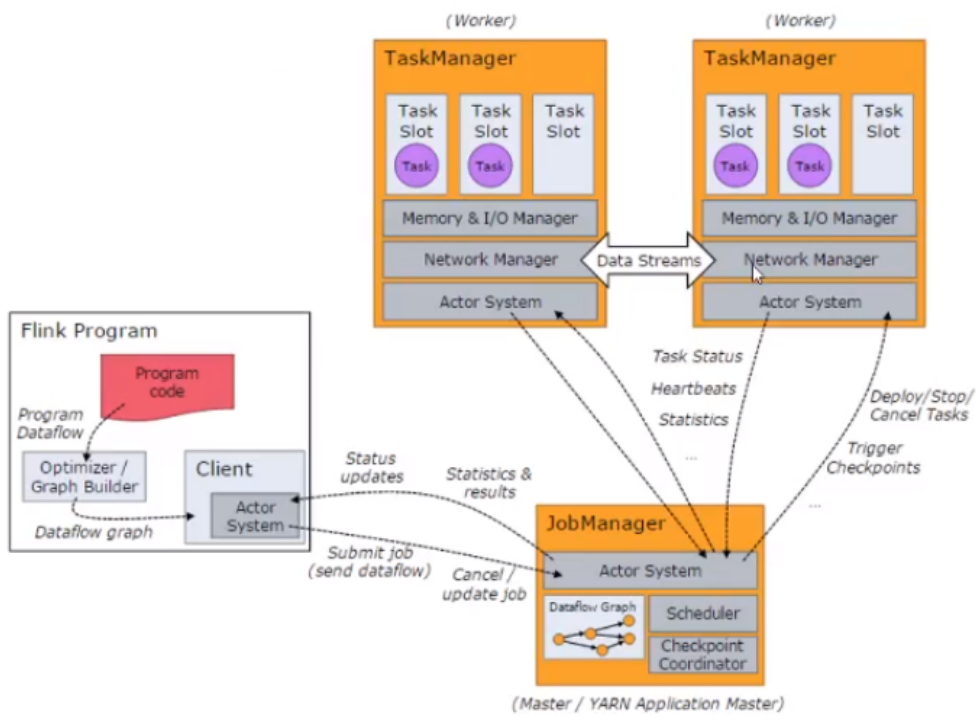 (Worker)
(Worker)
TaskManager
Task
Slot
Task
Slot
Task
Slot
Task
Task
Memory & I/O Manager
Network Manager
Actor System
TaskManager
Task
Slot
Task
Slot
Task
Slot
Task
Task
Memory & I/O Manager
Network Manager
Actor System
Data Streams
Flink Program
Program
code
Program
Dataflow
Optimizer /
Graph Builder
Dataflow graph
Client
Actor
System
Status
updates
Statistics &
results
Submit job
(send dataflow)
Cancel /
update job
Task Status
Heartbeats
Statistics
...
Deploy/Stop/
Cancel Tasks
Trigger
Checkpoints
...
JobManager
Actor System
Dataflow Graph
Scheduler
Checkpoint
Coordinator
(Master / YARN Application Master)